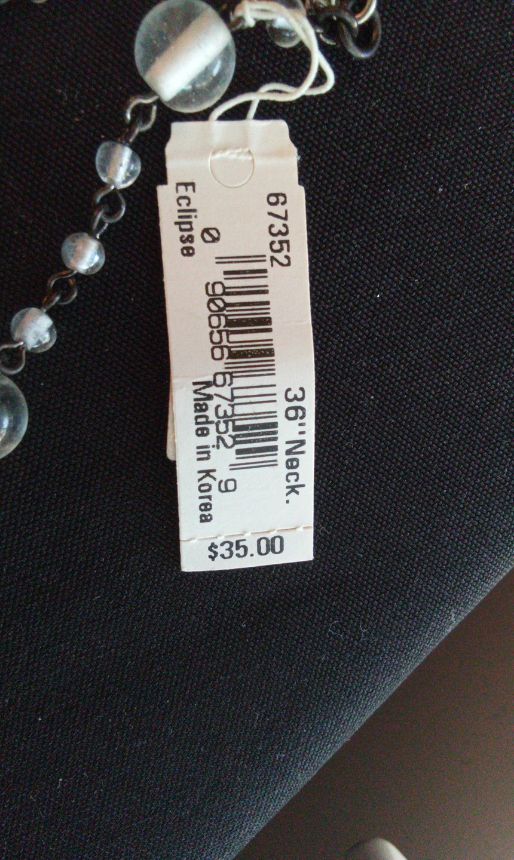 67352
36" Neck.
0 90656 67352 9
Eclipse
Made in Korea
$35.00